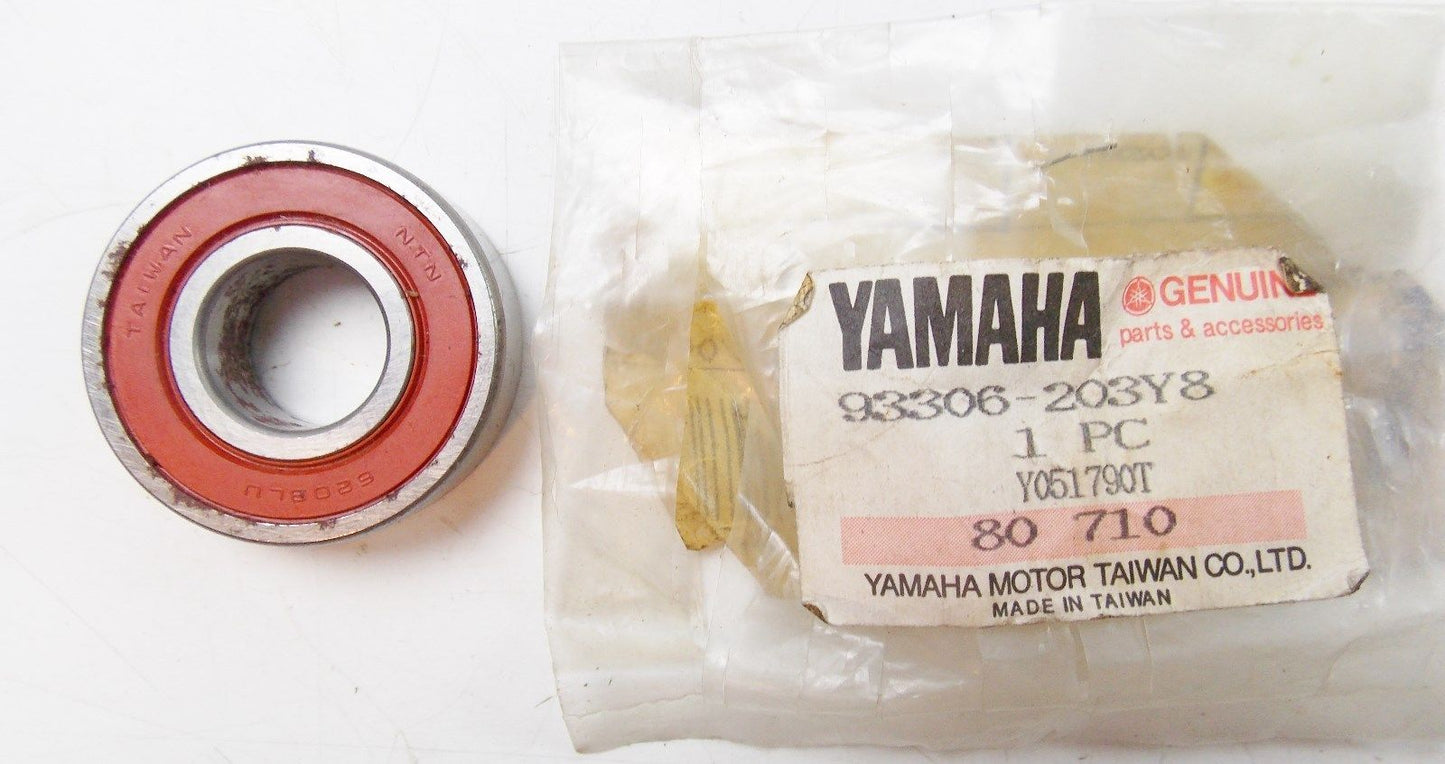 TAIWAN
NTN
6203LU
YAMAHA
GENUINE
parts & accessories
93306-203Y8
1 PC
Y051790T
80 710
YAMAHA MOTOR TAIWAN CO.,LTD.
MADE IN TAIWAN